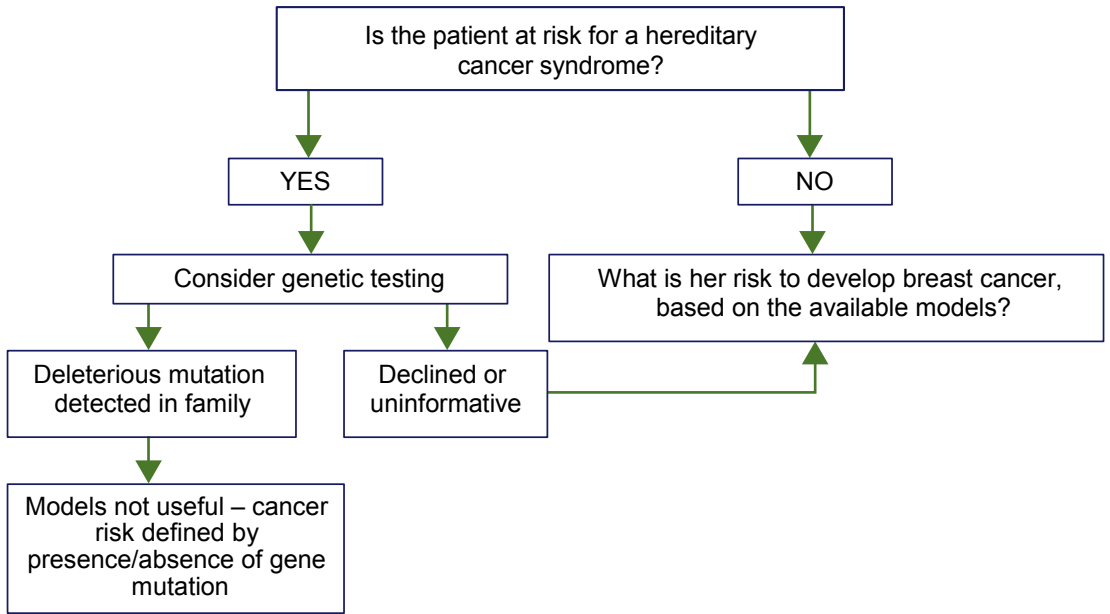 Is the patient at risk for a hereditary
cancer syndrome?
YES
NO
Consider genetic testing
What is her risk to develop breast cancer,
based on the available models?
Deleterious mutation
detected in family
Declined or
uninformative
Models not useful – cancer
risk defined by
presence/absence of gene
mutation